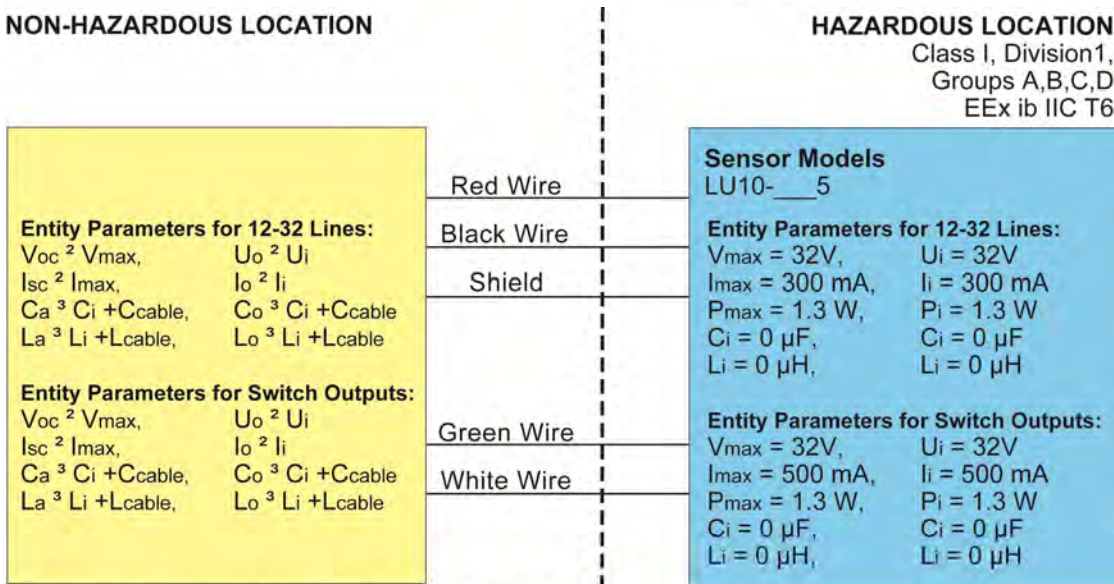 NON-HAZARDOUS LOCATION
HAZARDOUS LOCATION
Class I, Division1,
Groups A,B,C,D
EEx ib IIC T6
Entity Parameters for 12-32 Lines:
Voc ² Vmax, Uo ² Ui
Isc ² Imax, Io ² Ii
Ca ³ Ci +Ccable, Co ³ Ci +Ccable
La ³ Li +Lcable, Lo ³ Li +Lcable
Entity Parameters for Switch Outputs:
Voc ² Vmax, Uo ² Ui
Isc ² Imax, Io ² Ii
Ca ³ Ci +Ccable, Co ³ Ci +Ccable
La ³ Li +Lcable, Lo ³ Li +Lcable
Red Wire
Black Wire
Shield
Green Wire
White Wire
Sensor Models
LU10-___5
Entity Parameters for 12-32 Lines:
Vmax = 32V, Ui = 32V
Imax = 300 mA, Ii = 300 mA
Pmax = 1.3 W, Pi = 1.3 W
Ci = 0 µF, Ci = 0 µF
Li = 0 µH, Li = 0 µH
Entity Parameters for Switch Outputs:
Vmax = 32V, Ui = 32V
Imax = 500 mA, Ii = 500 mA
Pmax = 1.3 W, Pi = 1.3 W
Ci = 0 µF, Ci = 0 µF
Li = 0 µH, Li = 0 µH